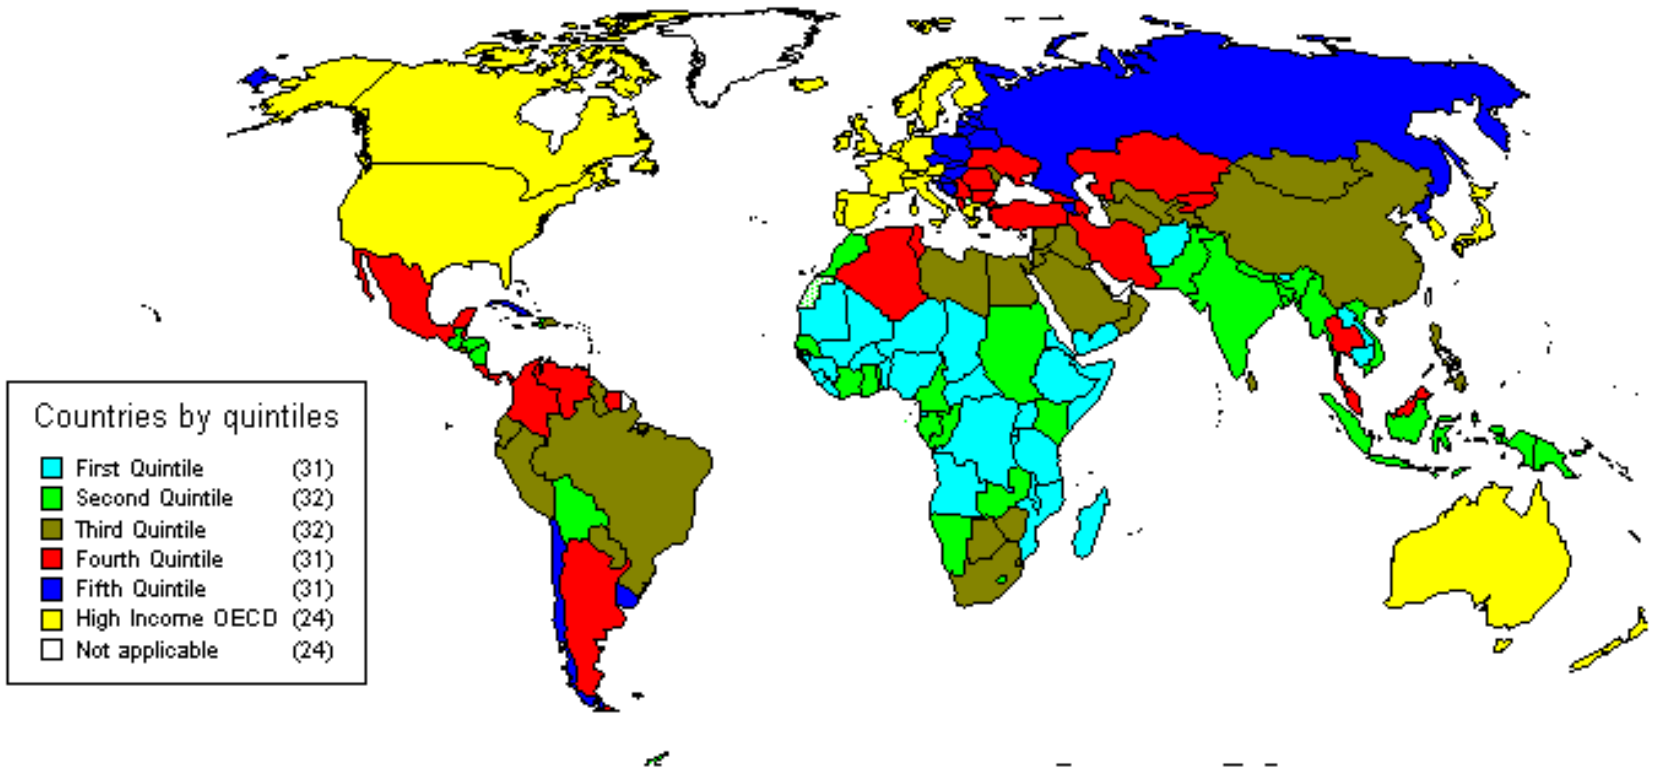 Countries by quintiles
First Quintile (31)
Second Quintile (32)
Third Quintile (32)
Fourth Quintile (31)
Fifth Quintile (31)
High Income OECD (24)
Not applicable (24)